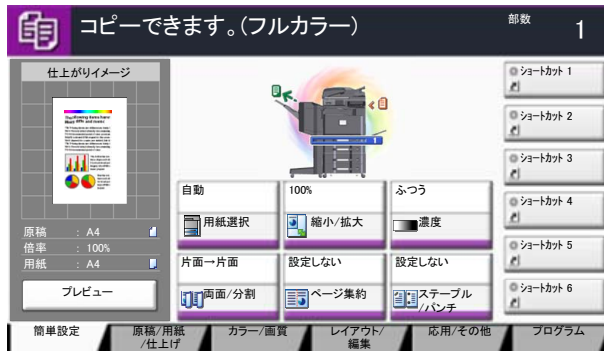 コピーできます。(フルカラー)
部数
1
仕上がりイメージ
原稿 : A4
倍率 : 100%
用紙 : A4
プレビュー
1
自動
用紙選択
100%
縮小/拡大
ふつう
濃度
片面→片面
両面/分割
設定しない
ページ集約
設定しない
ステープル
/パンチ
ショートカット 1
ショートカット 2
ショートカット 3
ショートカット 4
ショートカット 5
ショートカット 6
簡単設定
原稿/用紙
/仕上げ
カラー/画質
レイアウト/
編集
応用/その他
プログラム